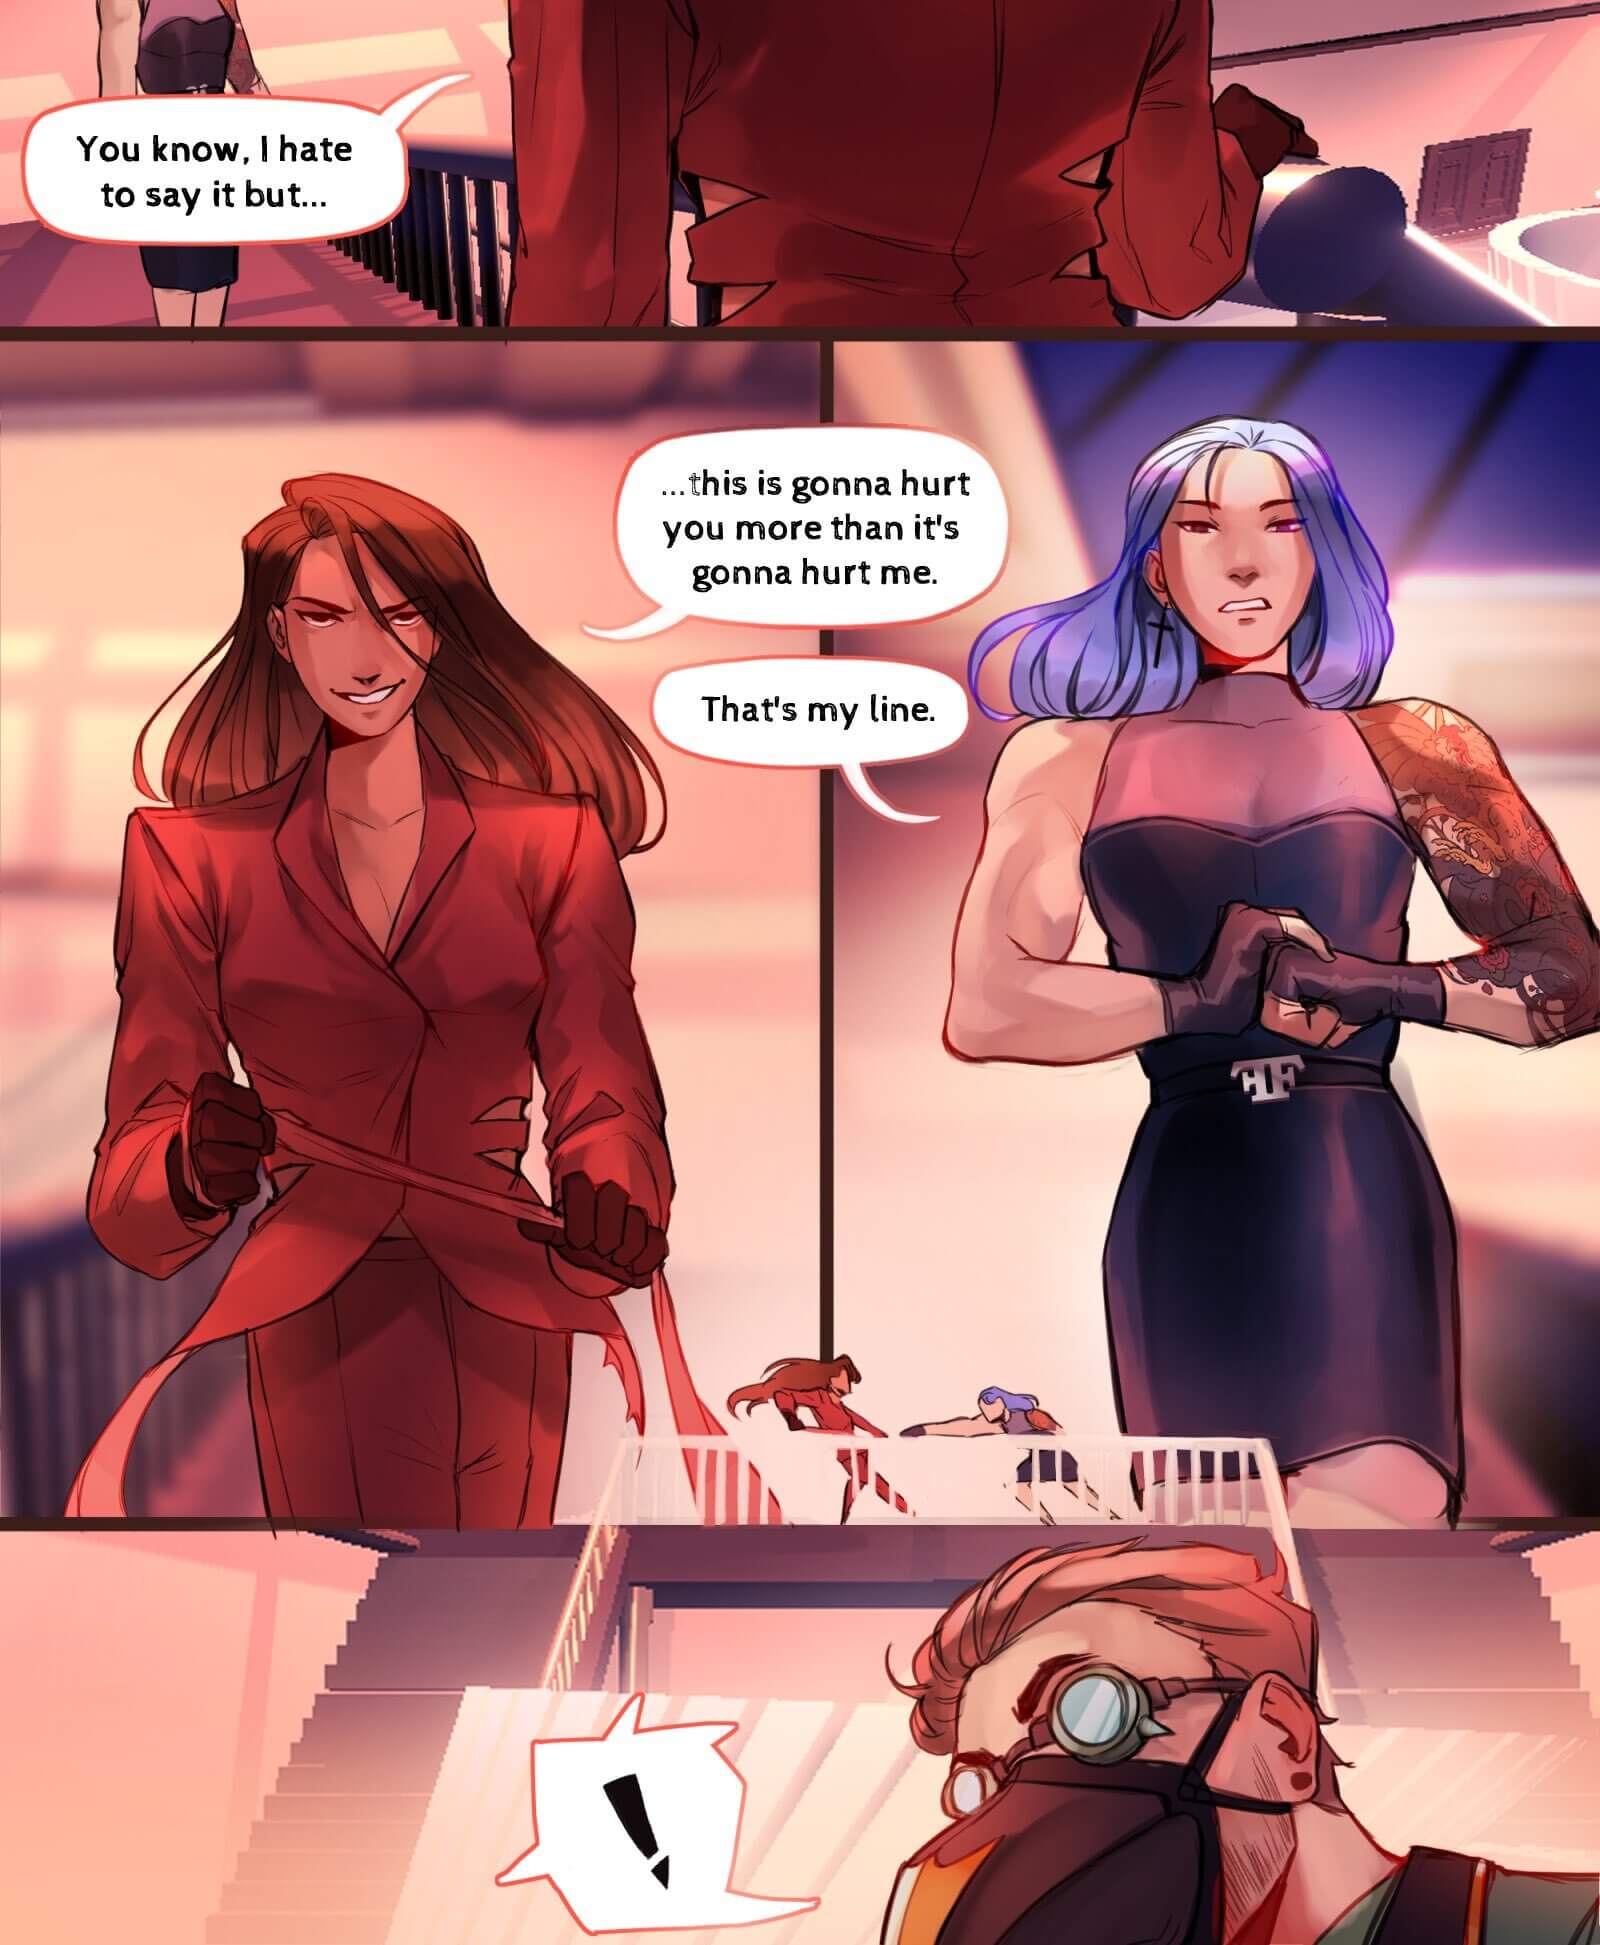 You know, I hate
to say it but...
...this is gonna hurt
you more than it's
gonna hurt me.
That's my line.
!